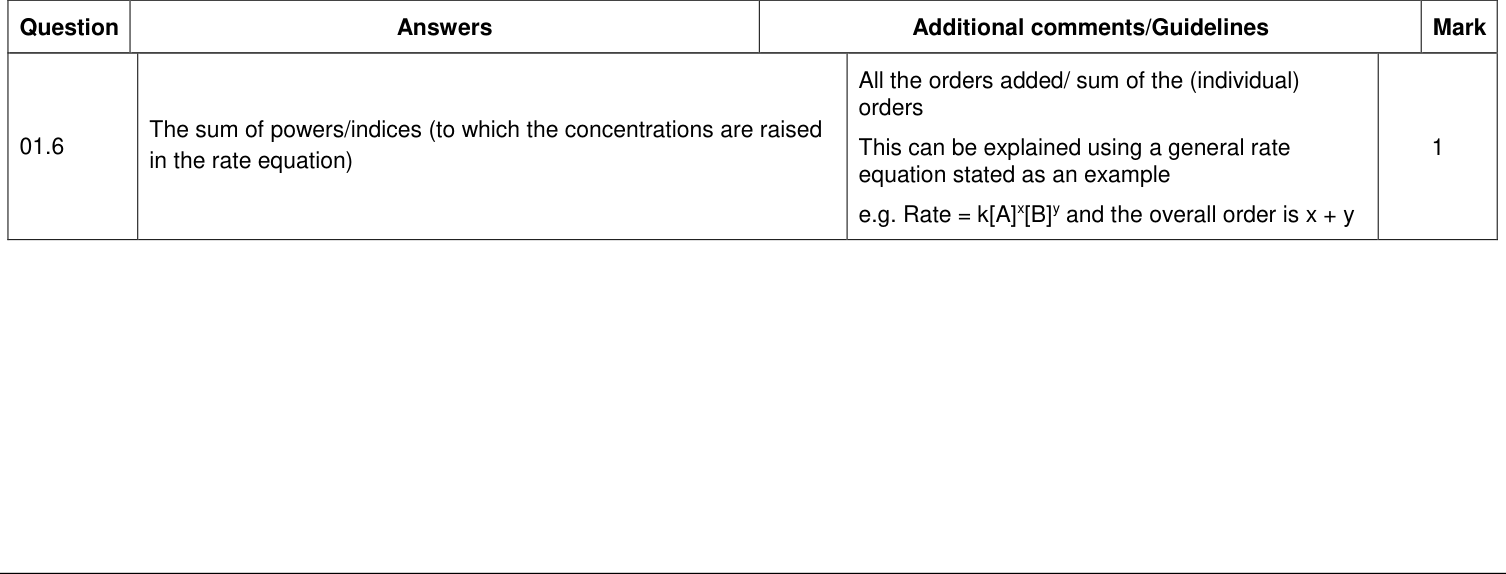 Question Answers Additional comments/Guidelines Mark
01.6
The sum of powers/indices (to which the concentrations are raised
in the rate equation)
All the orders added/ sum of the (individual)
orders
This can be explained using a general rate
equation stated as an example
e.g. Rate = k[A]ˣ[B]ʸ and the overall order is x + y
1